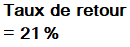 Taux de retour
= 21 %